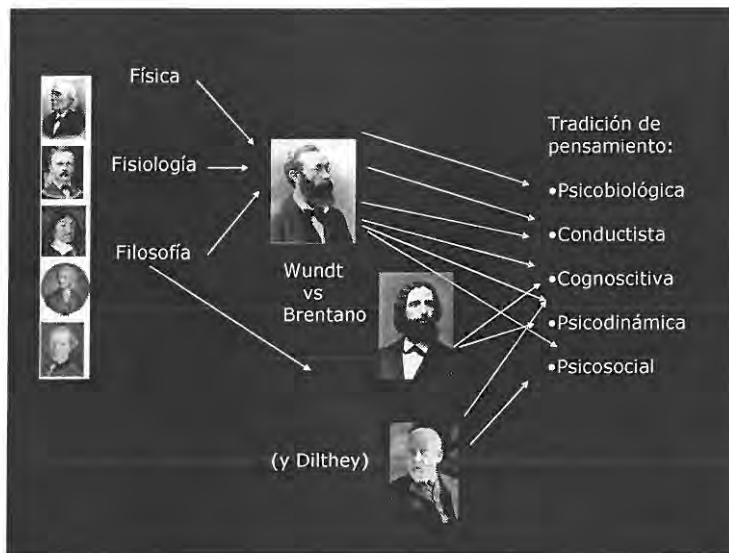 Física
Fisiología
Filosofía
Wundt
vs
Brentano
(y Dilthey)
Tradición de
pensamiento:
•Psicobiológica
•Conductista
•Cognoscitiva
•Psicodinámica
•Psicosocial